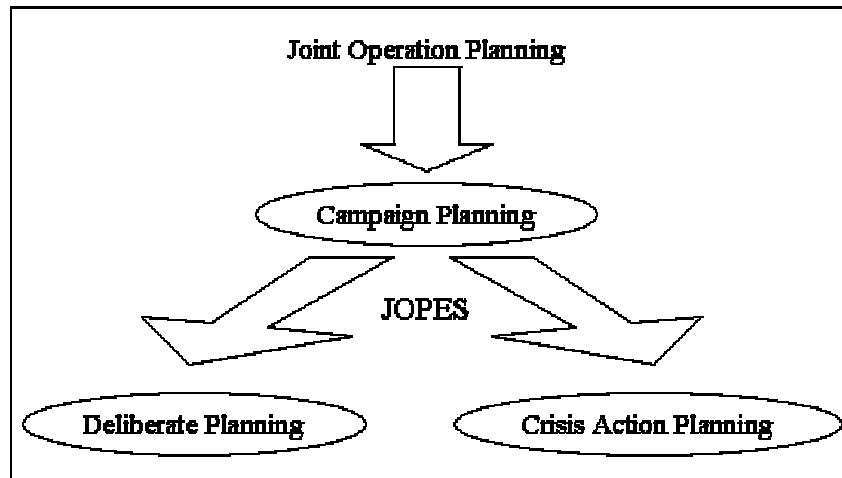 Joint Operation Planning
Campaign Planning
JOPES
Deliberate Planning
Crisis Action Planning